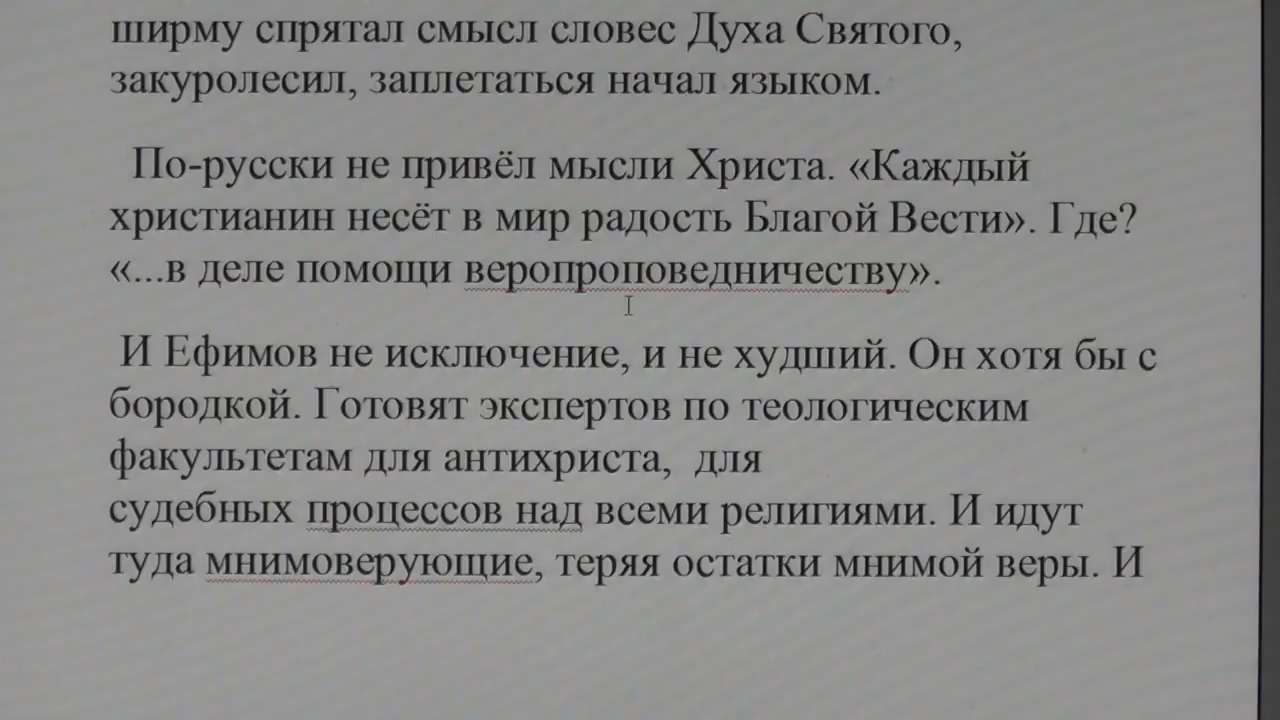 ширму спрятал смысл словес Духа Святого,
закуролесил, заплетаться начал языком.
По-русски не привёл мысли Христа. «Каждый
христианин несёт в мир радость Благой Вести». Где?
«...в деле помощи веропроповедничеству».
И Ефимов не исключение, и не худший. Он хотя бы с
бородкой. Готовят экспертов по теологическим
факультетам для антихриста, для
судебных процессов над всеми религиями. И идут
туда мнимоверующие, теряя остатки мнимой веры. И